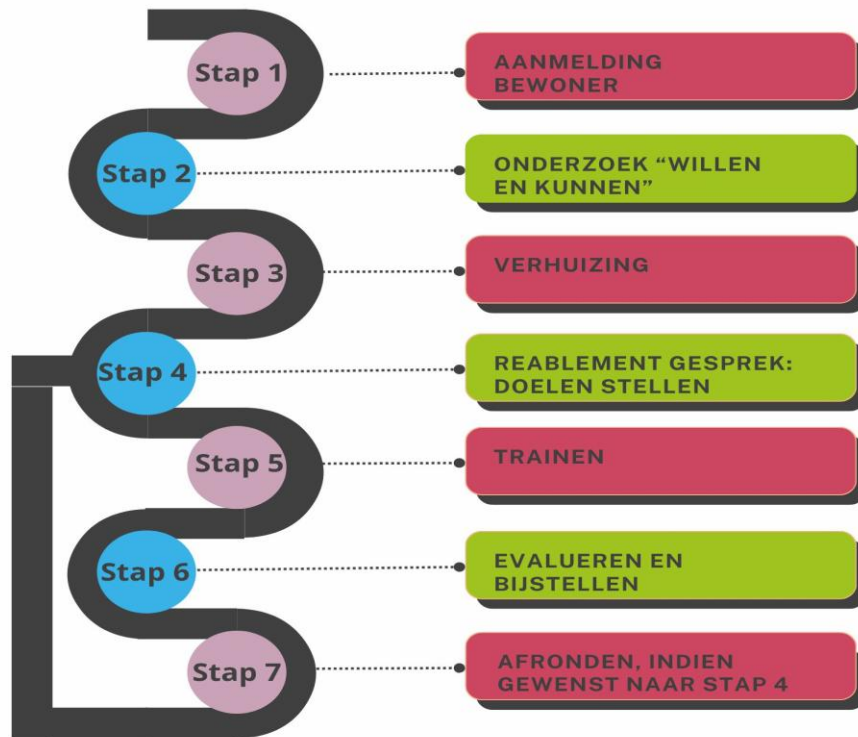 Stap 1
AANMELDING
BEWONER
Stap 2
ONDERZOEK “WILLEN
EN KUNNEN”
Stap 3
VERHUIZING
Stap 4
REABLEMENT GESPREK:
DOELEN STELLEN
Stap 5
TRAINEN
Stap 6
EVALUEREN EN
BIJSTELLEN
Stap 7
AFRONDEN, INDIEN
GEWENST NAAR STAP 4